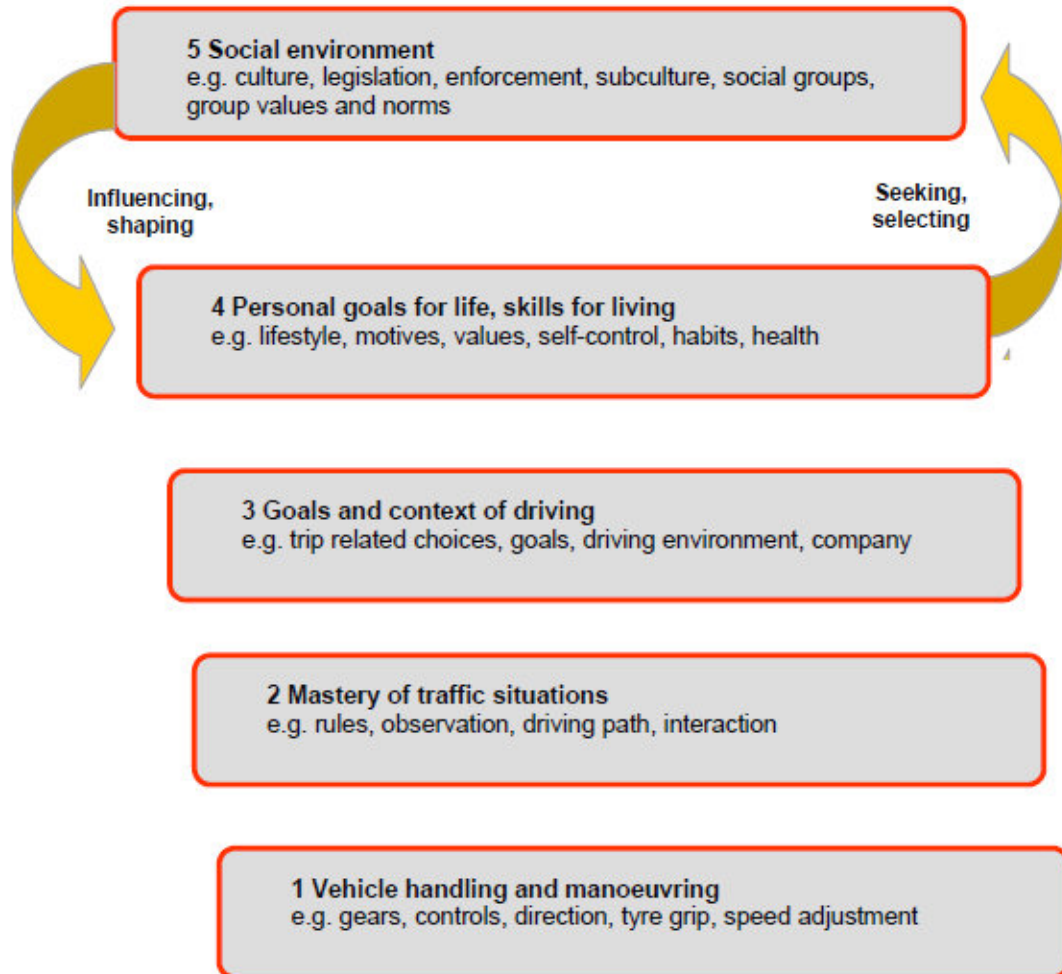 5 Social environment
e.g. culture, legislation, enforcement, subculture, social groups,
group values and norms
Influencing,
shaping
Seeking,
selecting
4 Personal goals for life, skills for living
e.g. lifestyle, motives, values, self-control, habits, health
3 Goals and context of driving
e.g. trip related choices, goals, driving environment, company
2 Mastery of traffic situations
e.g. rules, observation, driving path, interaction
1 Vehicle handling and manoeuvring
e.g. gears, controls, direction, tyre grip, speed adjustment